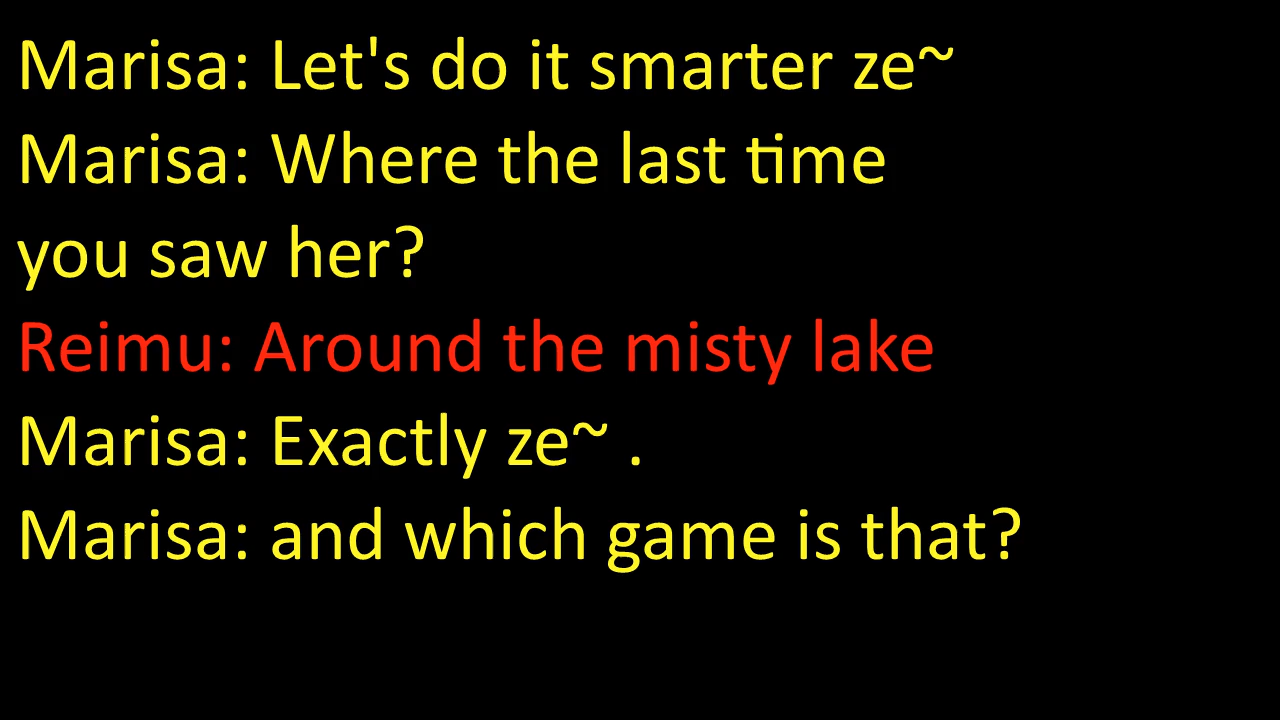 Marisa: Let's do it smarter ze~
Marisa: Where the last time
you saw her?
Reimu: Around the misty lake
Marisa: Exactly ze~ .
Marisa: and which game is that?